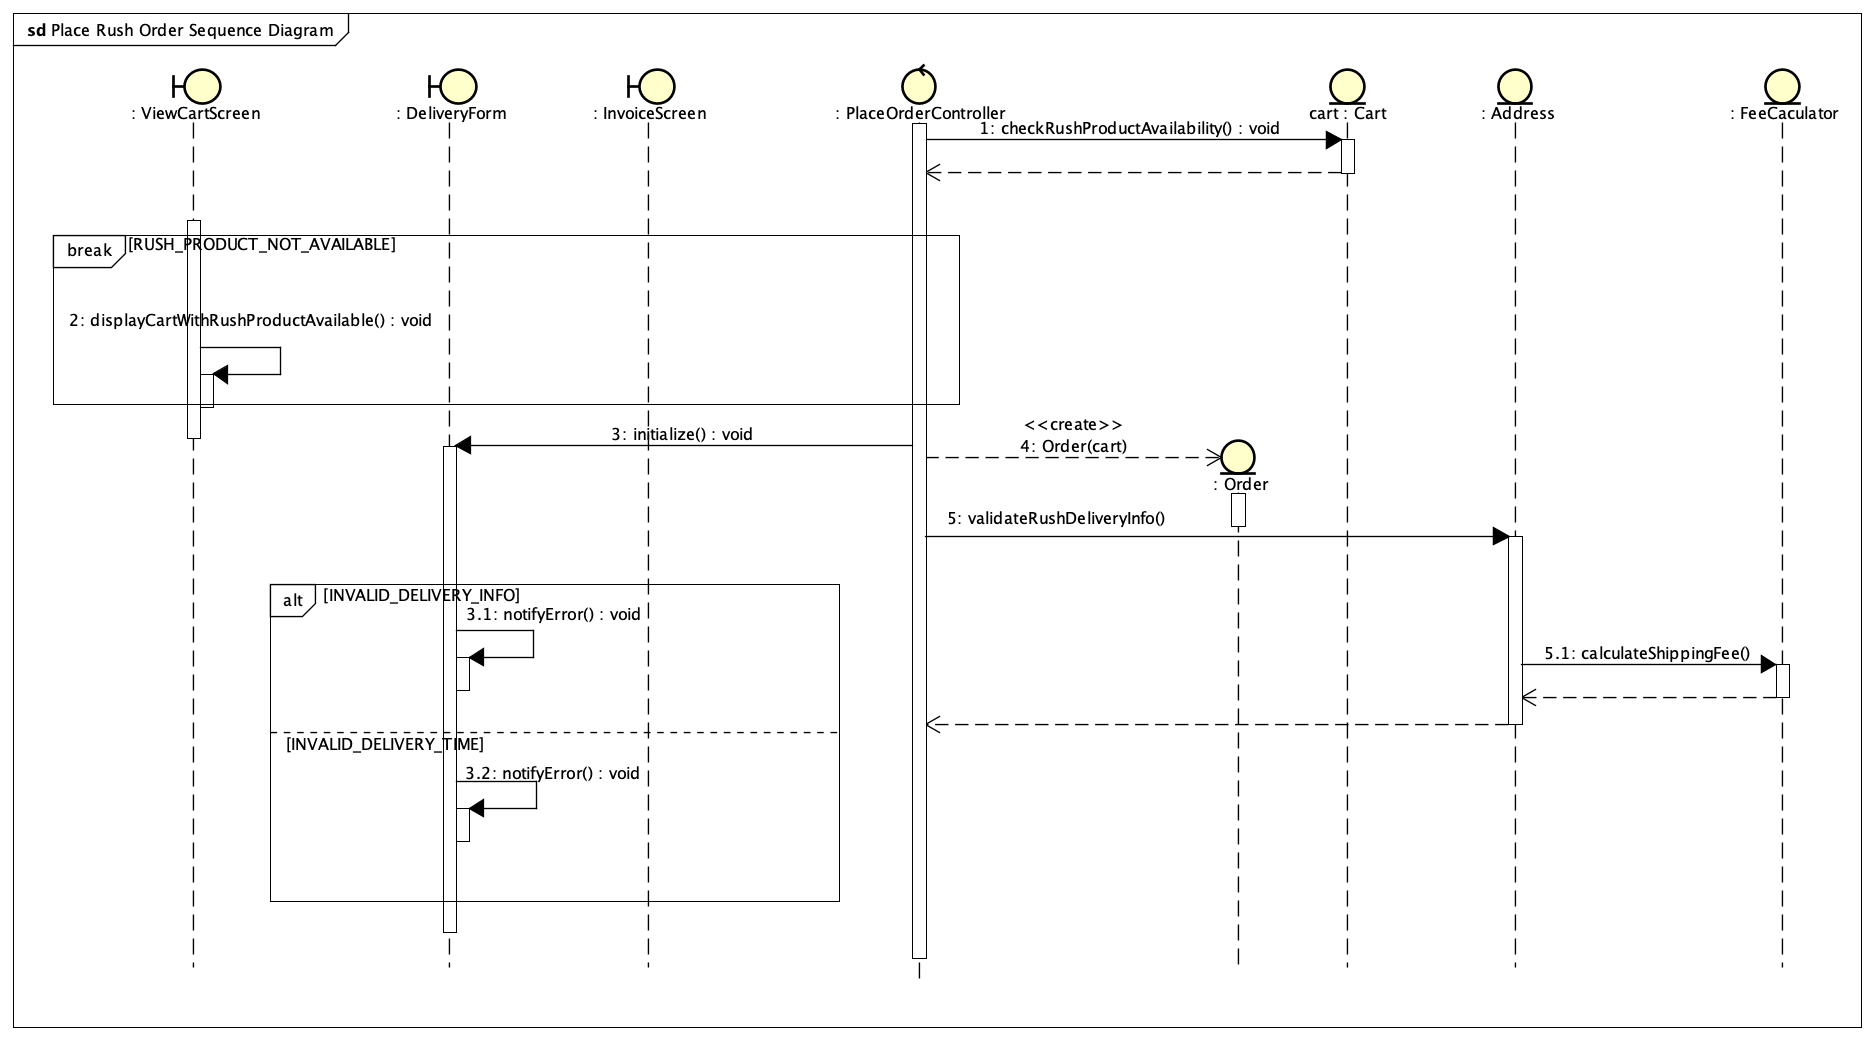 sd Place Rush Order Sequence Diagram
: ViewCartScreen
: DeliveryForm
: InvoiceScreen
: PlaceOrderController
cart : Cart
: Address
: FeeCaculator
1: checkRushProductAvailability() : void
break
[RUSH_PRODUCT_NOT_AVAILABLE]
2: displayCartWithRushProductAvailable() : void
3: initialize() : void
<<create>>
4: Order(cart)
: Order
5: validateRushDeliveryInfo()
alt
[INVALID_DELIVERY_INFO]
3.1: notifyError() : void
5.1: calculateShippingFee()
[INVALID_DELIVERY_TIME]
3.2: notifyError() : void